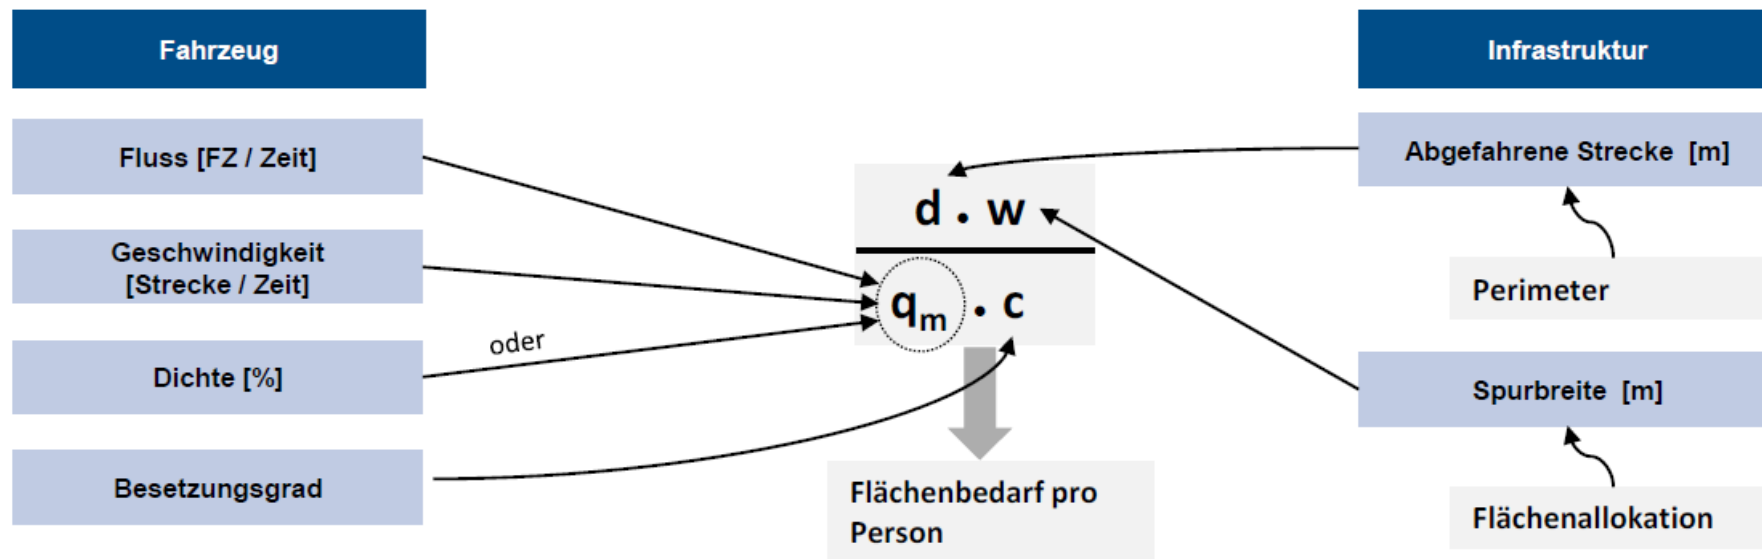 Fahrzeug
Fluss [FZ / Zeit]
Geschwindigkeit
[Strecke / Zeit]
Dichte [%]
Besetzungsgrad
oder
d . w
qm . c
Flächenbedarf pro
Person
Infrastruktur
Abgefahrene Strecke [m]
Perimeter
Spurbreite [m]
Flächenallokation